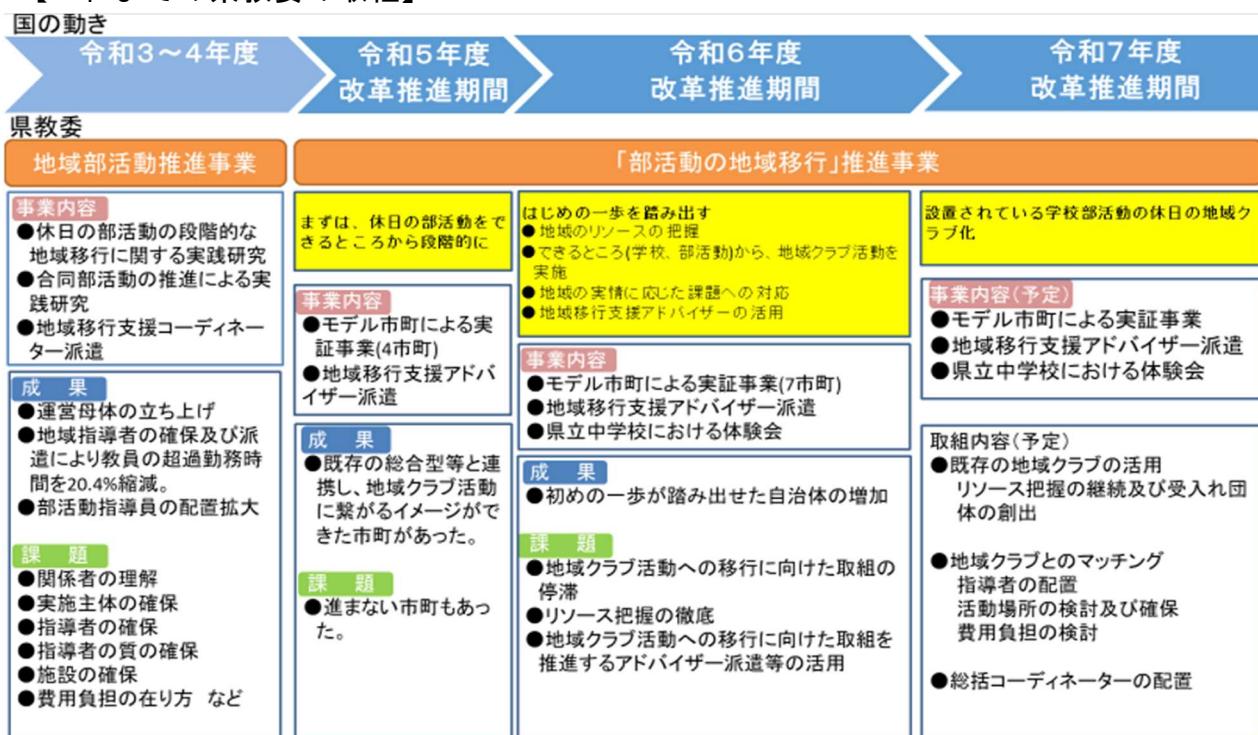 国の動き
令和3～4年度
令和5年度
改革推進期間
令和6年度
改革推進期間
令和7年度
改革推進期間
県教委
地域部活動推進事業
「部活動の地域移行」推進事業
事業内容
●休日の部活動の段階的な
地域移行に関する実践研究
●合同部活動の推進による実
践研究
●地域移行支援コーディネー
ター派遣
成　果
●運営母体の立ち上げ
●地域指導者の確保及び派
遣により教員の超過勤務時
間を20.4%縮減。
●部活動指導員の配置拡大
課　題
●関係者の理解
●実施主体の確保
●指導者の確保
●指導者の質の確保
●施設の確保
●費用負担の在り方　など
まずは、休日の部活動をで
きるところから段階的に
事業内容
●モデル市町による実
証事業(4市町)
●地域移行支援アドバ
イザー派遣
成　果
●既存の総合型等と連
携し、地域クラブ活動
に繋がるイメージがで
きた市町があった。
課　題
●進まない市町もあっ
た。
はじめの一歩を踏み出す
●地域のリソースの把握
●できるところ(学校、部活動)から、地域クラブ活動を
実施
●地域の実情に応じた課題への対応
●地域移行支援アドバイザーの活用
事業内容
●モデル市町による実証事業(7市町)
●地域移行支援アドバイザー派遣
●県立中学校における体験会
成　果
●初めの一歩が踏み出せた自治体の増加
課　題
●地域クラブ活動への移行に向けた取組の
停滞
●リソース把握の徹底
●地域クラブ活動への移行に向けた取組を
推進するアドバイザー派遣等の活用
設置されている学校部活動の休日の地域ク
ラブ化
事業内容(予定)
●モデル市町による実証事業
●地域移行支援アドバイザー派遣
●県立中学校における体験会
取組内容(予定)
●既存の地域クラブの活用
リソース把握の継続及び受入れ団
体の創出
●地域クラブとのマッチング
指導者の配置
活動場所の検討及び確保
費用負担の検討
●総括コーディネーターの配置